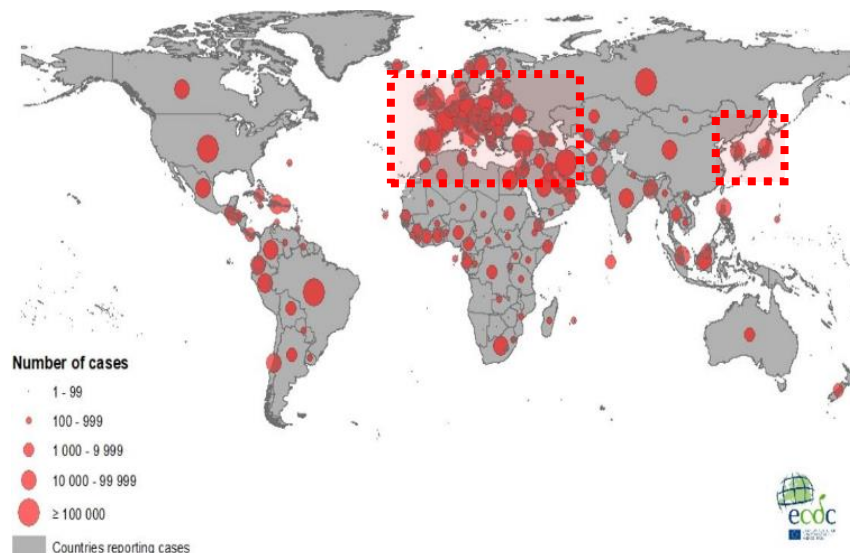 Number of cases
1 - 99
100 - 999
1 000 - 9 999
10 000 - 99 999
≥ 100 000
Countries reporting cases
ecdc